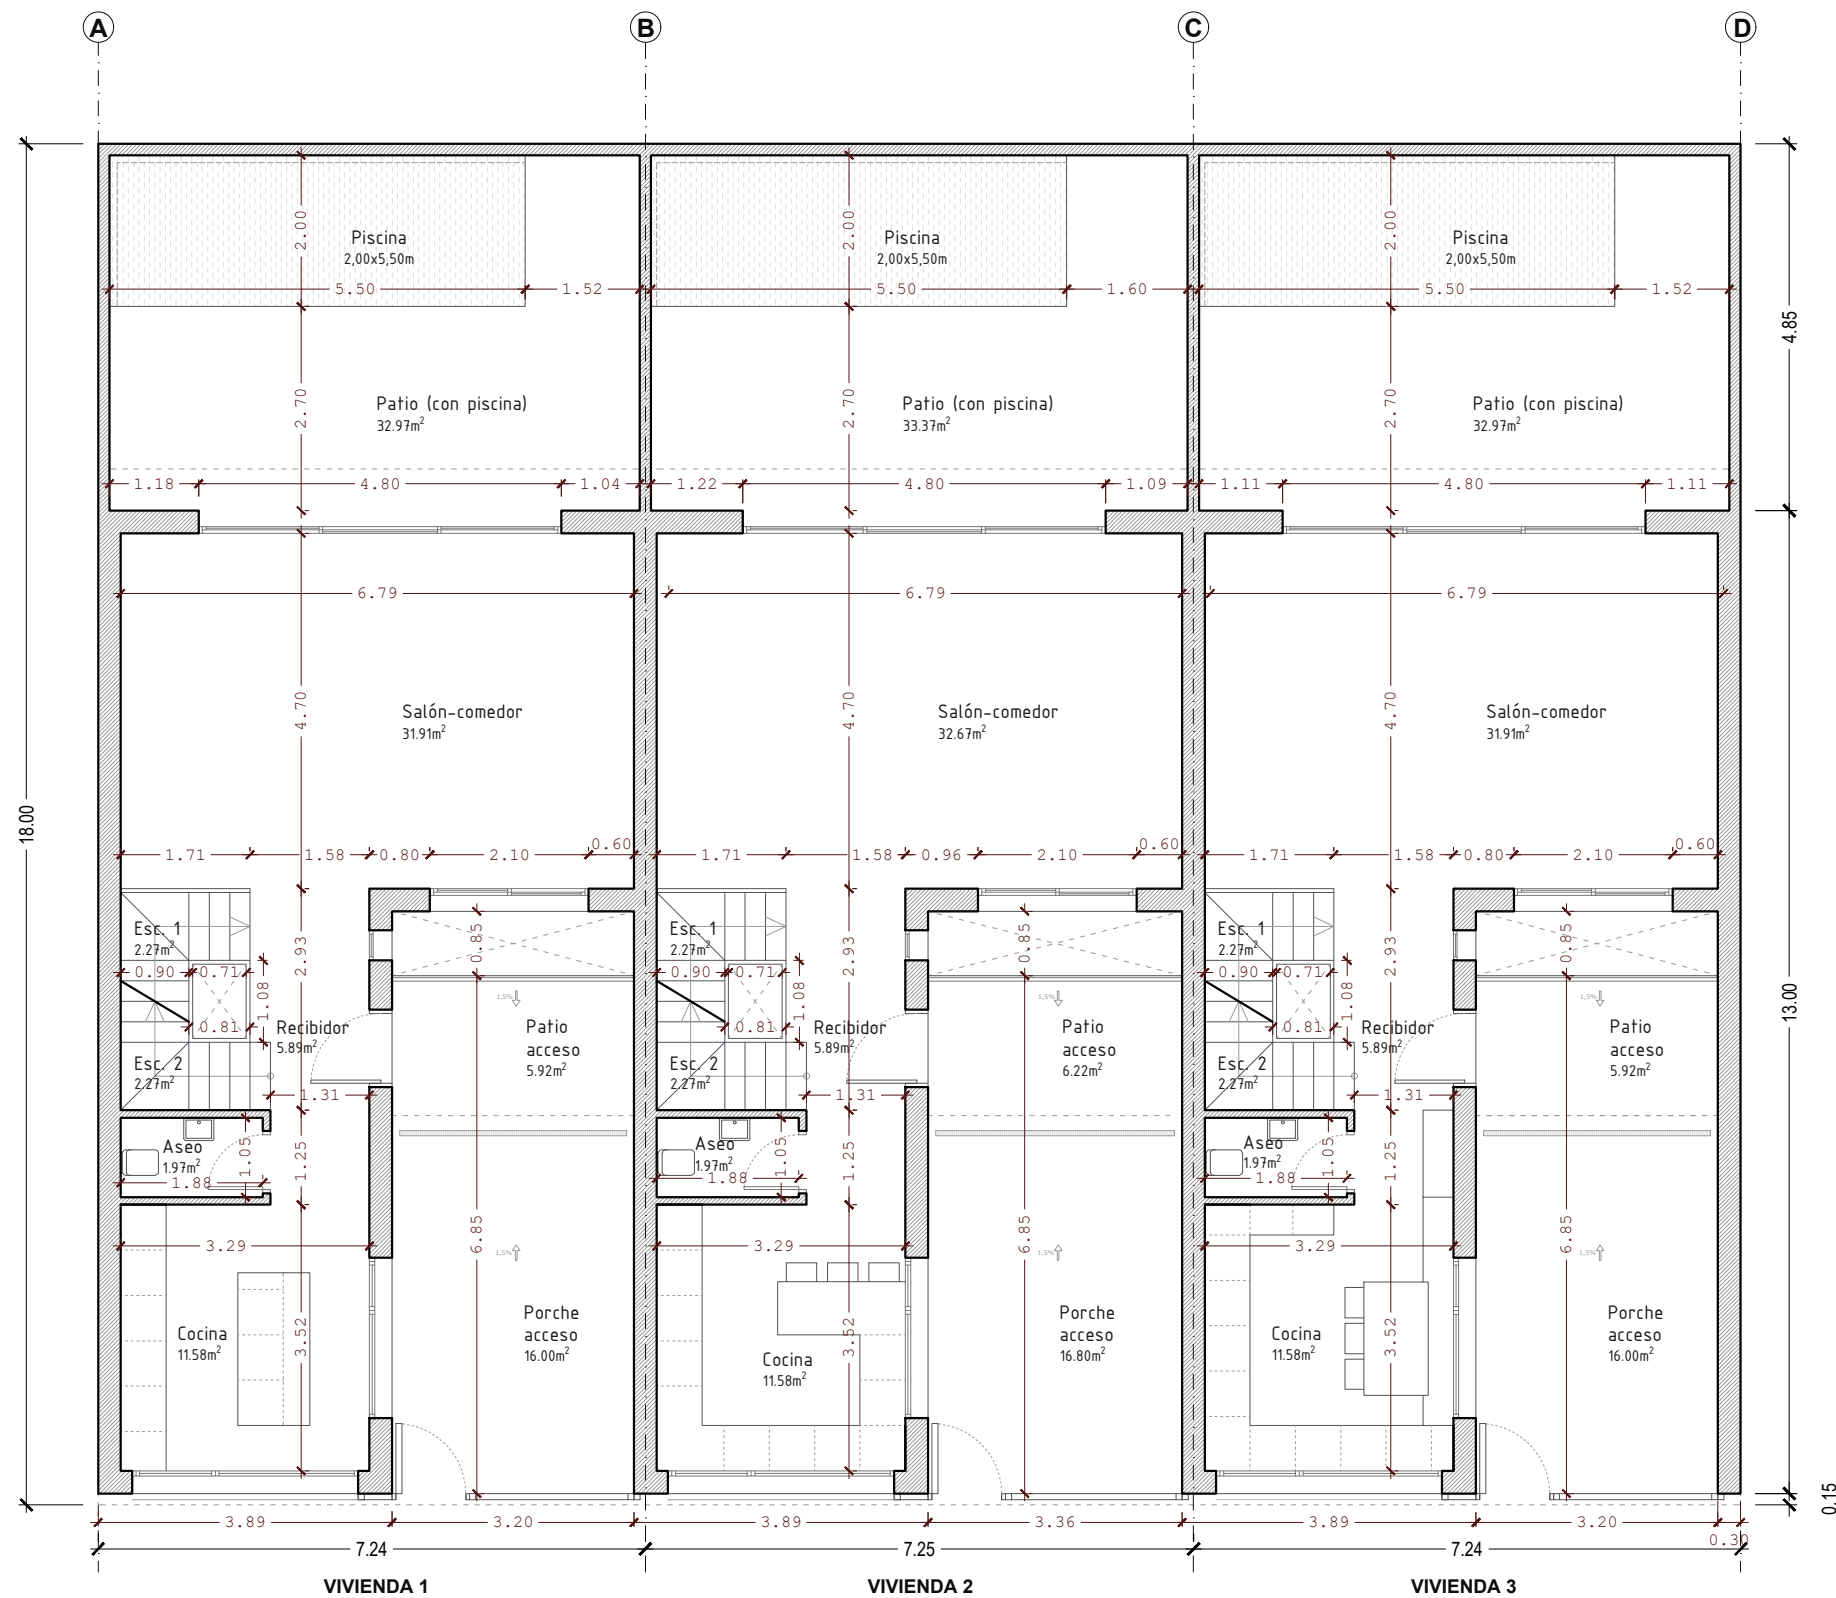 A B C D
2.00 2.00 2.00
Piscina Piscina Piscina
2,00x5,50m 2,00x5,50m 2,00x5,50m
5.50 1.52 5.50 1.60 5.50 1.52
4.85
2.70 2.70 2.70
Patio (con piscina) Patio (con piscina) Patio (con piscina)
32.97m² 33.37m² 32.97m²
1.18 4.80 1.04 1.22 4.80 1.09 1.11 4.80 1.11
6.79 6.79 6.79
4.70 4.70 4.70
Salón-comedor Salón-comedor Salón-comedor
31.91m² 32.67m² 31.91m²
18.00
1.71 1.58 0.80 2.10 0.60 1.71 1.58 0.96 2.10 0.60 1.71 1.58 0.80 2.10 0.60
Esc. 1 Esc. 1 Esc. 1
2.27m² 2.27m² 2.27m²
2.93 0.85 2.93 0.85 2.93 0.85
0.90 0.71 0.90 0.71 0.90 0.71
1.08 1.08 1.08
1,5% 1,5% 1,5%
13.00
0.81 0.81 0.81
Recibidor Recibidor Recibidor
5.89m² 5.89m² 5.89m²
Patio Patio Patio
acceso acceso acceso
5.92m² 6.22m² 5.92m²
Esc. 2 Esc. 2 Esc. 2
2.27m² 2.27m² 2.27m²
1.31 1.31 1.31
Aseo Aseo Aseo
1.97m² 1.97m² 1.97m²
1.05 1.25 1.05 1.25 1.05 1.25
1.88 1.88 1.88
3.29 3.29 3.29
6.85 6.85 6.85
1,5% 1,5% 1,5%
Cocina Cocina Cocina
11.58m² 11.58m² 11.58m²
3.52 3.52 3.52
Porche Porche Porche
acceso acceso acceso
16.00m² 16.80m² 16.00m²
0.15
3.89 3.20 3.89 3.36 3.89 3.20 0.30
7.24 7.25 7.24
VIVIENDA 1 VIVIENDA 2 VIVIENDA 3